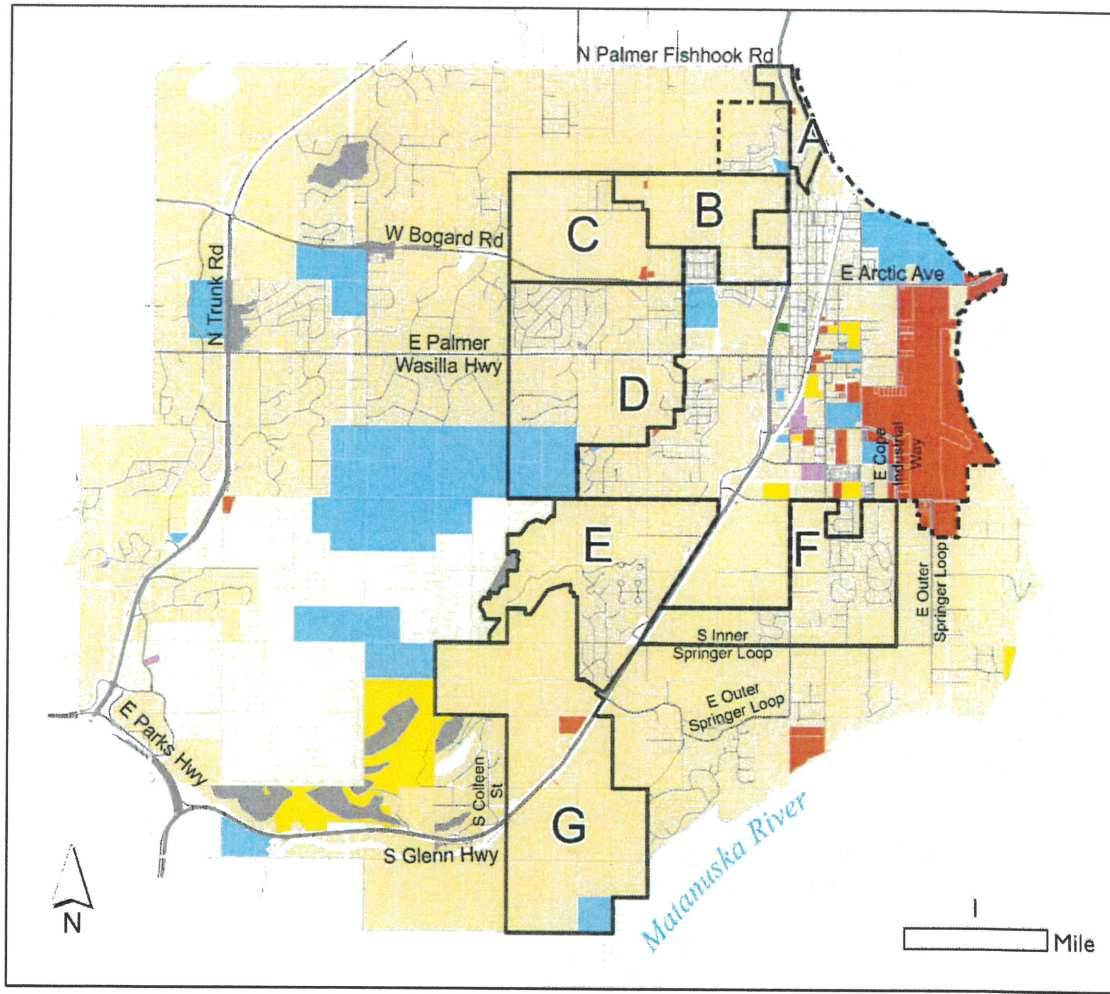 N Palmer Fishhook Rd
A
B
C
W Bogard Rd
N Trunk Rd
E Arctic Ave
E Palmer
Wasilla Hwy
D
E Cope
Industrial
Way
E
F
E Outer
Springer Loop
S Inner
Springer Loop
E Outer
Springer Loop
E Parks Hwy
S Colleen
St
G
S Glenn Hwy
Matanuska River
N
1
Mile